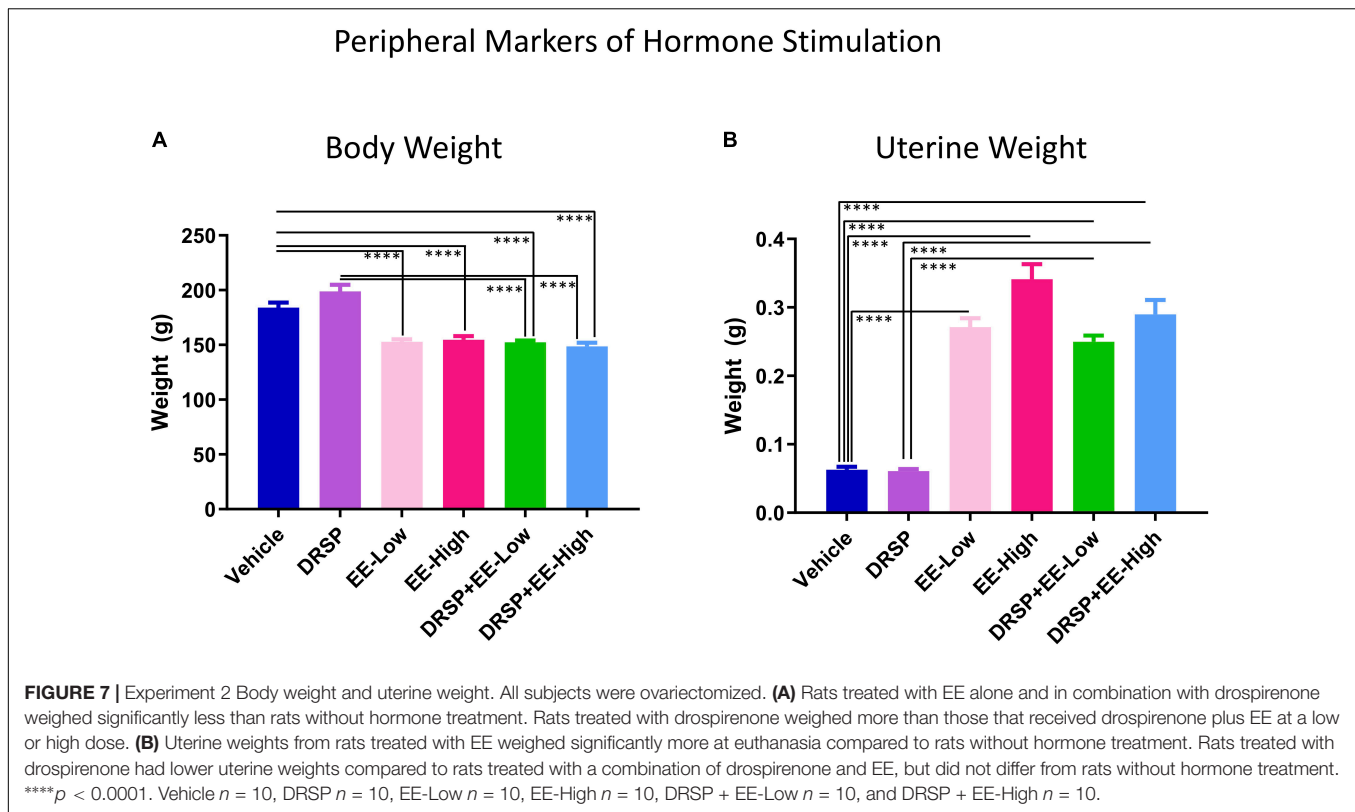 Peripheral Markers of Hormone Stimulation
A
Body Weight
****
****
****
****
****
****
250
200
150
100
50
0
Weight (g)
Vehicle
DRSP
EE-Low
EE-High
DRSP+EE-Low
DRSP+EE-High
B
Uterine Weight
****
****
****
****
****
****
0.4
0.3
0.2
0.1
0.0
Weight (g)
Vehicle
DRSP
EE-Low
EE-High
DRSP+EE-Low
DRSP+EE-High
FIGURE 7 | Experiment 2 Body weight and uterine weight. All subjects were ovariectomized. (A) Rats treated with EE alone and in combination with drospirenone
weighed significantly less than rats without hormone treatment. Rats treated with drospirenone weighed more than those that received drospirenone plus EE at a low
or high dose. (B) Uterine weights from rats treated with EE weighed significantly more at euthanasia compared to rats without hormone treatment. Rats treated with
drospirenone had lower uterine weights compared to rats treated with a combination of drospirenone and EE, but did not differ from rats without hormone treatment.
****p < 0.0001. Vehicle n = 10, DRSP n = 10, EE-Low n = 10, EE-High n = 10, DRSP + EE-Low n = 10, and DRSP + EE-High n = 10.